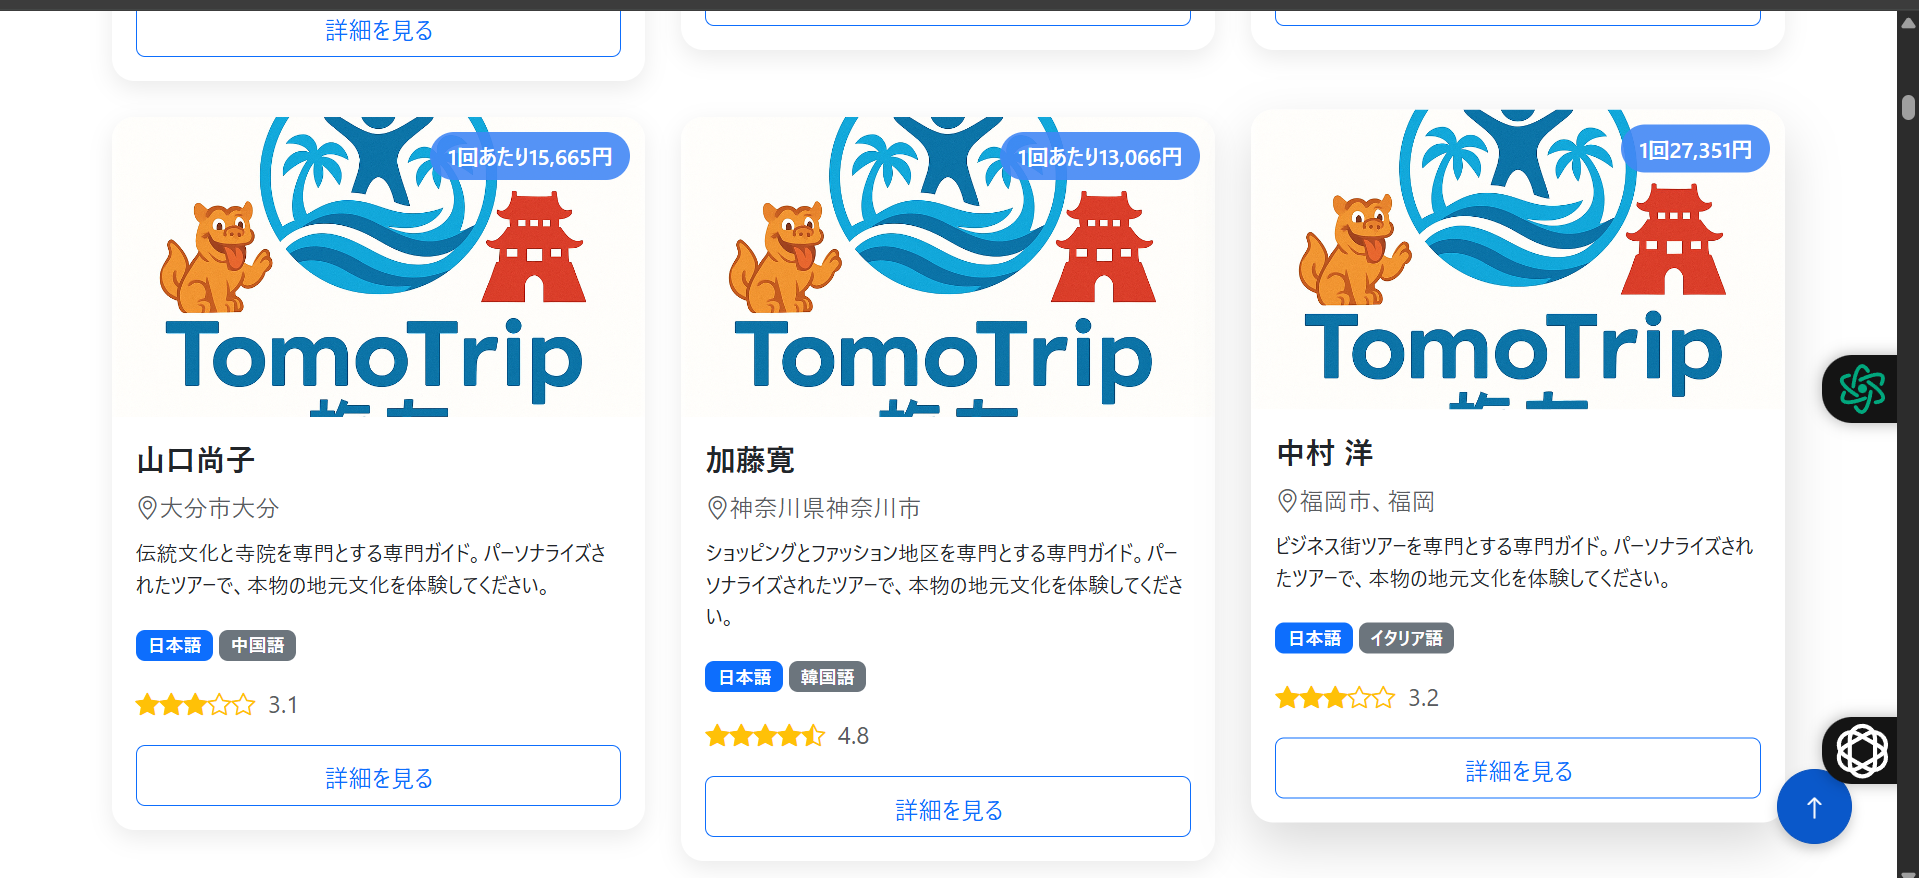 詳細を見る
1回あたり15,665円
TomoTrip
山口尚子
大分市大分
伝統文化と寺院を専門とする専門ガイド。パーソナライズさ
れたツアーで、本物の地元文化を体験してください。
日本語 中国語
3.1
詳細を見る
1回あたり13,066円
TomoTrip
加藤寛
神奈川県神奈川市
ショッピングとファッション地区を専門とする専門ガイド。パー
ソナライズされたツアーで、本物の地元文化を体験してくださ
い。
日本語 韓国語
4.8
詳細を見る
1回27,351円
TomoTrip
中村 洋
福岡市、福岡
ビジネス街ツアーを専門とする専門ガイド。パーソナライズされ
たツアーで、本物の地元文化を体験してください。
日本語 イタリア語
3.2
詳細を見る